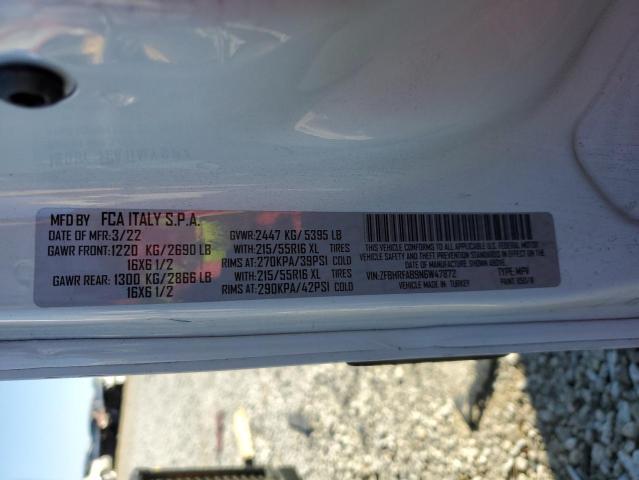 MFD BY FCA ITALY S.P.A.
DATE OF MFR: 3/22 GVWR: 2447 KG/ 5395 LB
GAWR FRONT: 1220 KG/2690 LB WITH: 215/55R16 XL TIRES
16X6 1/2 RIMS AT: 270KPA/39PSI COLD
GAWR REAR: 1300 KG/2866 LB WITH: 215/55R16 XL TIRES
16X6 1/2 RIMS AT: 290KPA/42PSI COLD
THIS VEHICLE CONFORMS TO ALL APPLICABLE U.S.A. FEDERAL MOTOR
VEHICLE SAFETY AND THEFT PREVENTION STANDARDS IN EFFECT ON THE
DATE OF MANUFACTURE SHOWN ABOVE.
VIN: ZFBHRFAB9N6W47872 TYPE: MPV
VEHICLE MADE IN: TURKEY PAINT: